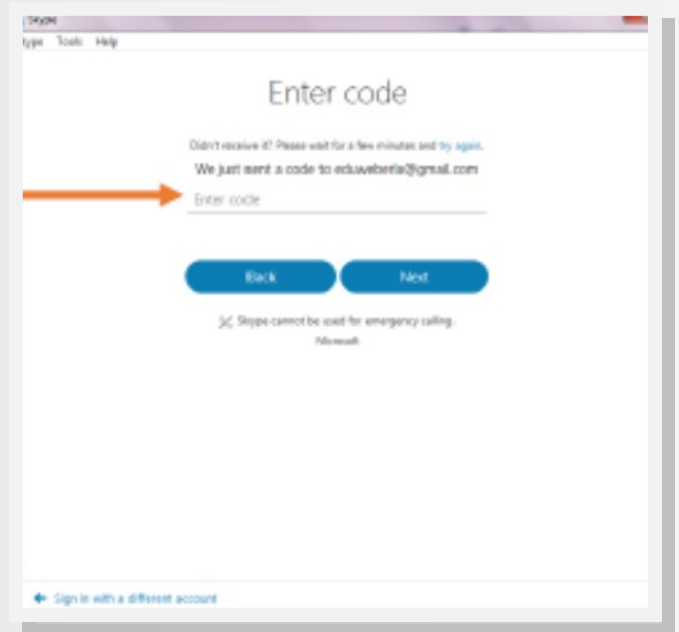 Skype
Tools Help
Enter code
Didn't receive it? Please wait for a few minutes and try again.
We just sent a code to eduweberla@gmail.com
Enter code
Back Next
Skype cannot be used for emergency calling.
Microsoft
Sign in with a different account